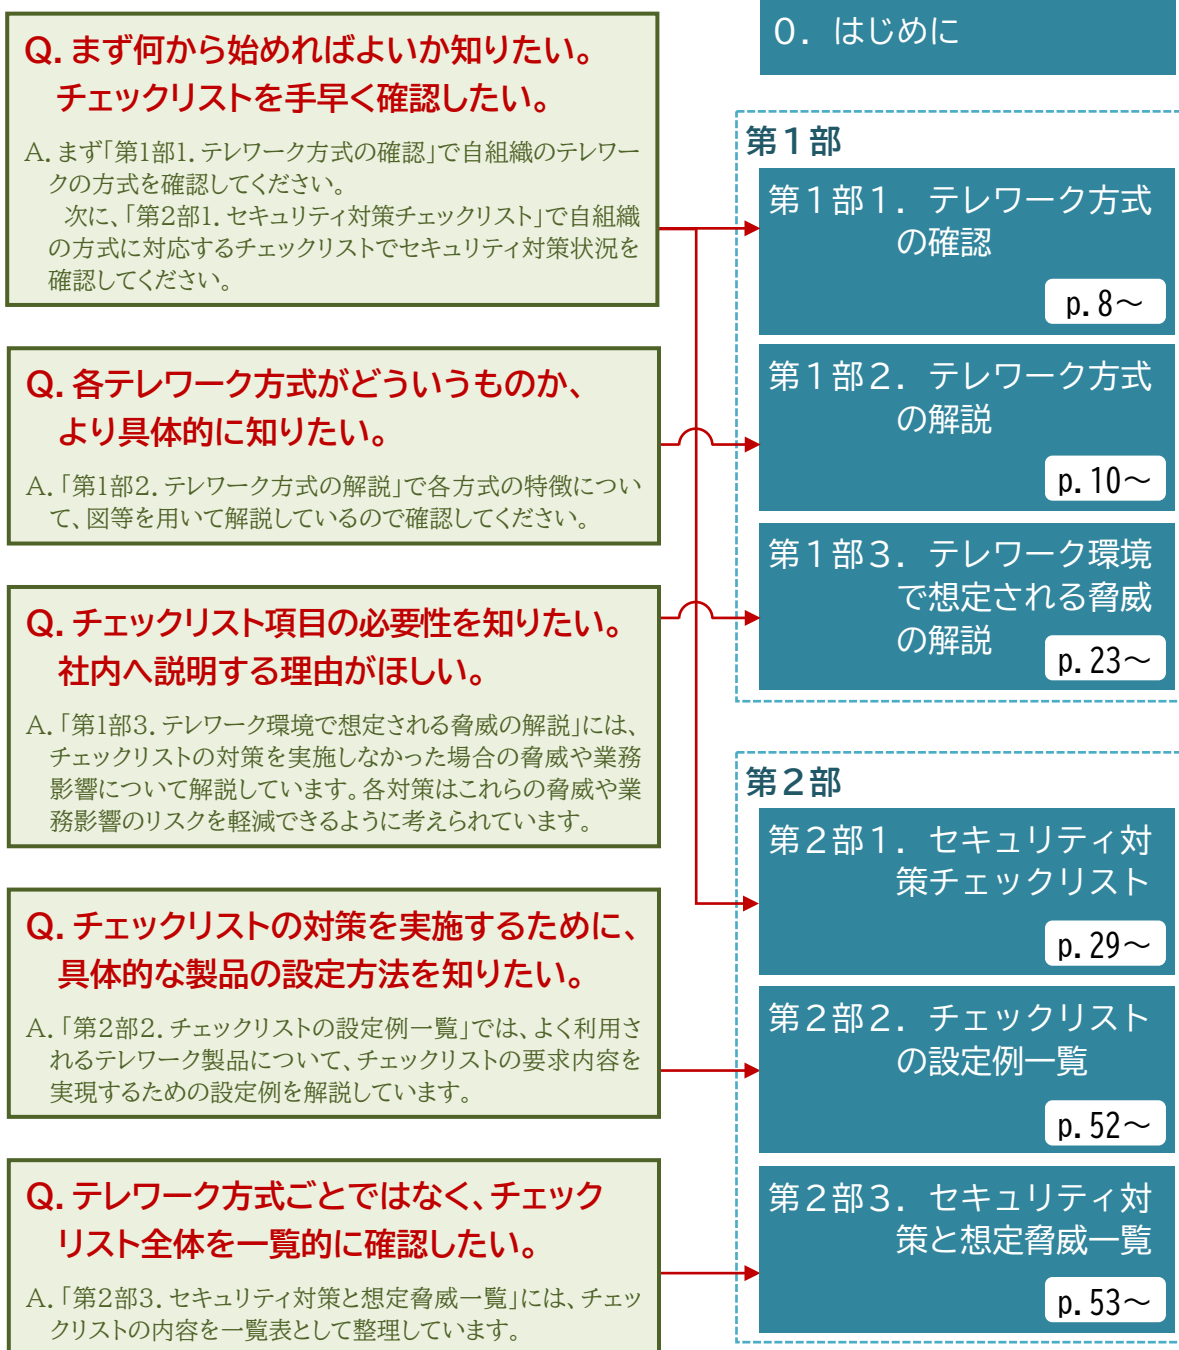 Q. まず何から始めればよいか知りたい。
チェックリストを手早く確認したい。
A. まず「第1部1. テレワーク方式の確認」で自組織のテレワー
クの方式を確認してください。
次に、「第2部1. セキュリティ対策チェックリスト」で自組織
の方式に対応するチェックリストでセキュリティ対策状況を
確認してください。
Q. 各テレワーク方式がどういうものか、
より具体的に知りたい。
A. 「第1部2. テレワーク方式の解説」で各方式の特徴につい
て、図等を用いて解説しているので確認してください。
Q. チェックリスト項目の必要性を知りたい。
社内へ説明する理由がほしい。
A. 「第1部3. テレワーク環境で想定される脅威の解説」には、
チェックリストの対策を実施しなかった場合の脅威や業務
影響について解説しています。各対策はこれらの脅威や業
務影響のリスクを軽減できるように考えられています。
Q. チェックリストの対策を実施するために、
具体的な製品の設定方法を知りたい。
A. 「第2部2. チェックリストの設定例一覧」では、よく利用さ
れるテレワーク製品について、チェックリストの要求内容を
実現するための設定例を解説しています。
Q. テレワーク方式ごとではなく、チェック
リスト全体を一覧的に確認したい。
A. 「第2部3. セキュリティ対策と想定脅威一覧」には、チェッ
クリストの内容を一覧表として整理しています。
０．はじめに
第１部
第１部１．テレワーク方式
の確認
p.8～
第１部２．テレワーク方式
の解説
p.10～
第１部３．テレワーク環境
で想定される脅威
の解説
p.23～
第２部
第２部１．セキュリティ対
策チェックリスト
p.29～
第２部２．チェックリスト
の設定例一覧
p.52～
第２部３．セキュリティ対
策と想定脅威一覧
p.53～